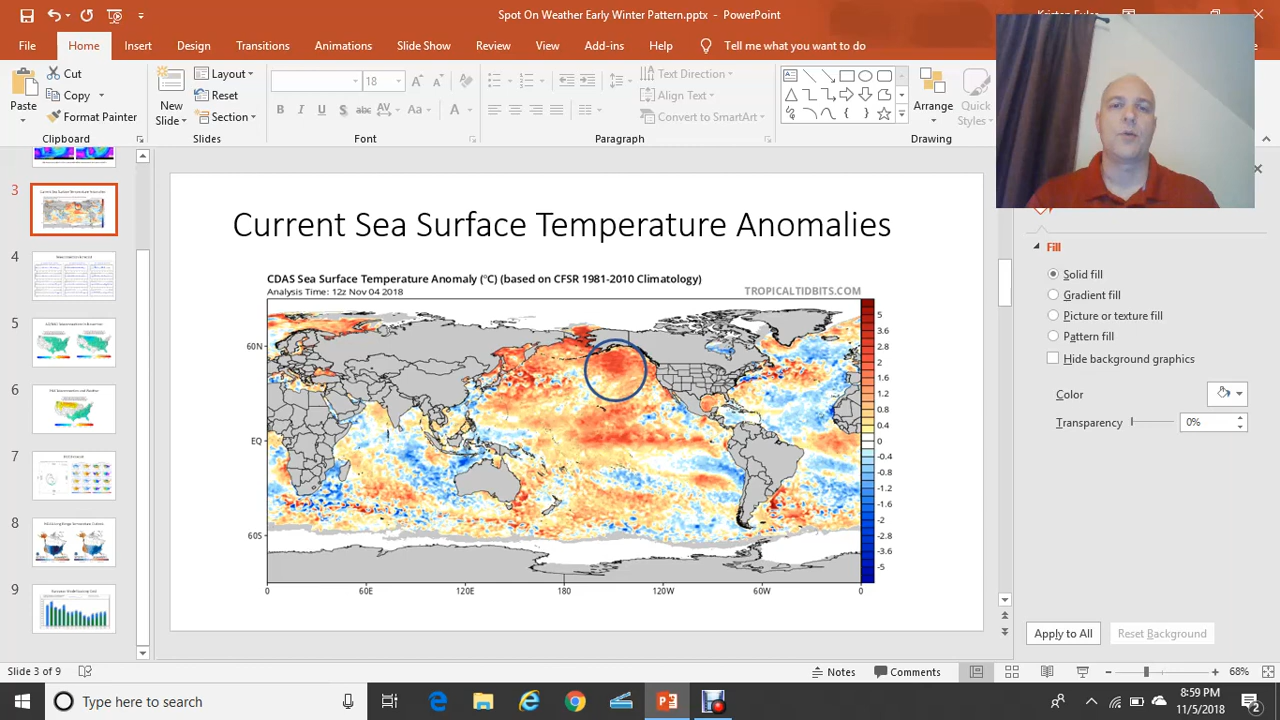 Spot On Weather Early Winter Pattern.pptx - PowerPoint
File Home Insert Design Transitions Animations Slide Show Review View Add-ins Help Tell me what you want to do
Paste
Cut
Copy
Format Painter
Clipboard
New Slide
Layout
Reset
Section
Slides
18
B I U S abc AV Aa A
Font
Text Direction
Align Text
Convert to SmartArt
Paragraph
Arrange
Quick Styles
Drawing
3
4
5
6
7
8
9
Current Sea Surface Temperature Anomalies
CDAS Sea Surface Temperature Anomaly (°C) (based on CFSR 1981-2010 Climatology)
Analysis Time: 12z Nov 04 2018
TROPICALTIDBITS.COM
60N
EQ
60S
0 60E 120E 180 120W 60W 0
5
3.6
2.8
2
1.6
1.2
0.8
0.4
0
-0.4
-0.8
-1.2
-1.6
-2
-2.8
-3.6
-5
Fill
Solid fill
Gradient fill
Picture or texture fill
Pattern fill
Hide background graphics
Color
Transparency 0%
Apply to All Reset Background
Slide 3 of 9
Notes Comments 68%
Type here to search
8:59 PM
11/5/2018
2